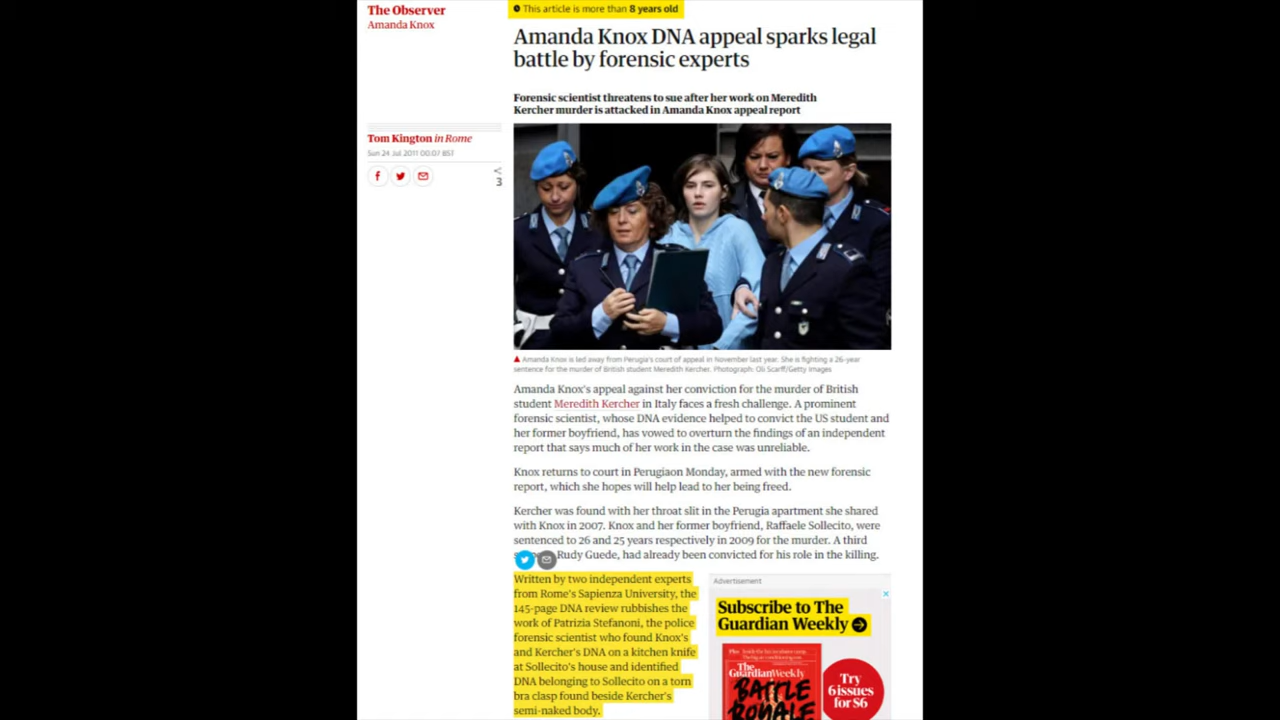 The Observer
Amanda Knox
This article is more than 8 years old
Amanda Knox DNA appeal sparks legal
battle by forensic experts
Forensic scientist threatens to sue after her work on Meredith
Kercher murder is attacked in Amanda Knox appeal report
Tom Kington in Rome
Sun 24 Jul 2011 00.07 BST
3
Amanda Knox is led away from Perugia's court of appeal in November last year. She is fighting a 26-year
sentence for the murder of British student Meredith Kercher. Photograph: Oli Scarff/Getty Images
Amanda Knox's appeal against her conviction for the murder of British
student Meredith Kercher in Italy faces a fresh challenge. A prominent
forensic scientist, whose DNA evidence helped to convict the US student and
her former boyfriend, has vowed to overturn the findings of an independent
report that says much of her work in the case was unreliable.
Knox returns to court in Perugiaon Monday, armed with the new forensic
report, which she hopes will help lead to her being freed.
Kercher was found with her throat slit in the Perugia apartment she shared
with Knox in 2007. Knox and her former boyfriend, Raffaele Sollecito, were
sentenced to 26 and 25 years respectively in 2009 for the murder. A third
Rudy Guede, had already been convicted for his role in the killing.
Written by two independent experts
from Rome's Sapienza University, the
145-page DNA review rubbishes the
work of Patrizia Stefanoni, the police
forensic scientist who found Knox's
and Kercher's DNA on a kitchen knife
at Sollecito's house and identified
DNA belonging to Sollecito on a torn
bra clasp found beside Kercher's
semi-naked body.
Advertisement
Subscribe to The
Guardian Weekly
The
GuardianWeekly
BATTLE
ROYALE
Try
6 issues
for $6